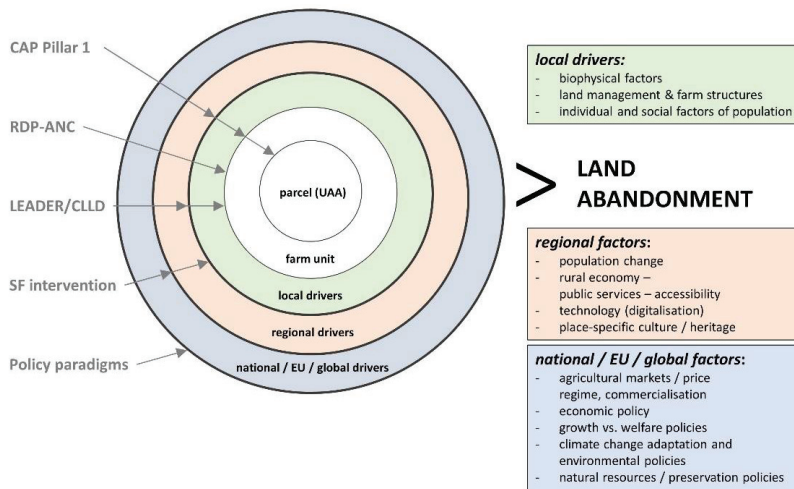 CAP Pillar 1
RDP-ANC
LEADER/CLLD
SF intervention
Policy paradigms
parcel (UAA)
farm unit
local drivers
regional drivers
national / EU / global drivers
local drivers:
- biophysical factors
- land management & farm structures
- individual and social factors of population
> LAND
ABANDONMENT
regional factors:
- population change
- rural economy –
public services – accessibility
- technology (digitalisation)
- place-specific culture / heritage
national / EU / global factors:
- agricultural markets / price
regime, commercialisation
- economic policy
- growth vs. welfare policies
- climate change adaptation and
environmental policies
- natural resources / preservation policies